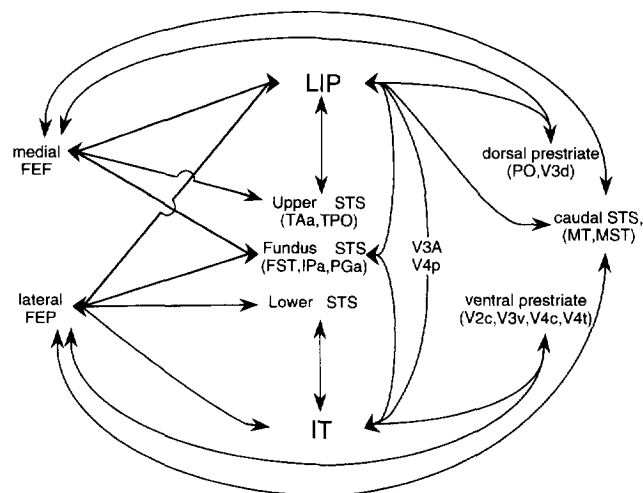 LIP
medial
FEF
dorsal prestriate
(PO,V3d)
Upper STS
(TAa,TPO)
caudal STS,
(MT,MST)
Fundus STS
(FST,IPa,PGa)
V3A
V4p
lateral
FEP
Lower STS
ventral prestriate
(V2c,V3v,V4c,V4t)
IT